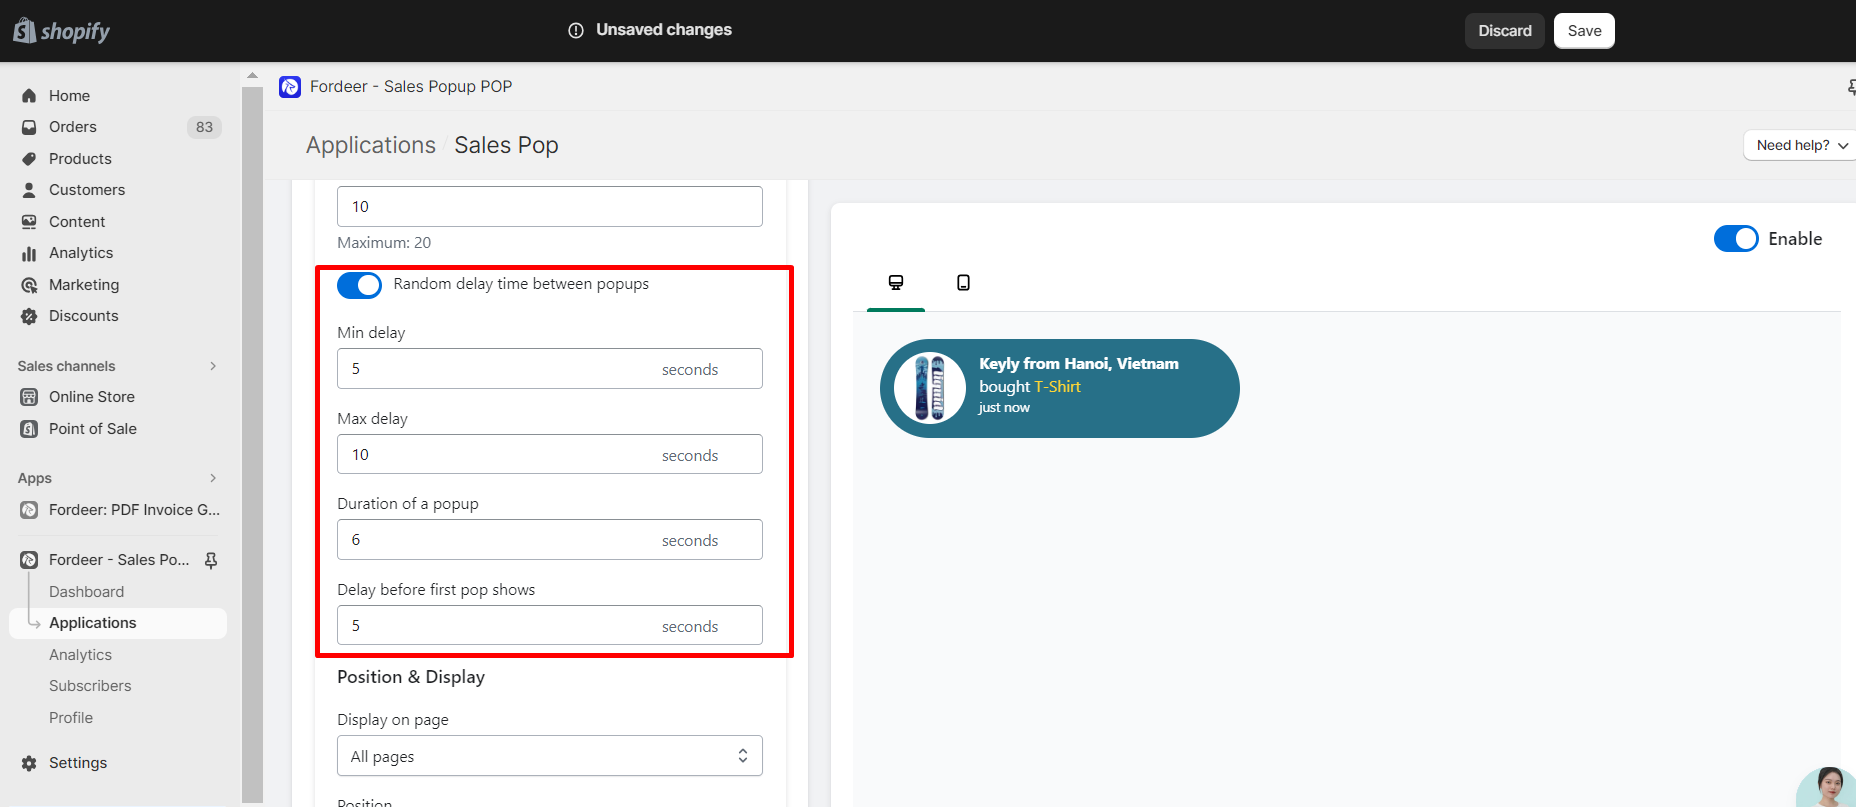 shopify
Unsaved changes
Discard
Save
Home
Orders 83
Products
Customers
Content
Analytics
Marketing
Discounts
Sales channels
Online Store
Point of Sale
Apps
Fordeer: PDF Invoice G...
Fordeer - Sales Po...
Dashboard
Applications
Analytics
Subscribers
Profile
Settings
Fordeer - Sales Popup POP
Applications / Sales Pop
Need help?
10
Maximum: 20
Random delay time between popups
Min delay
5 seconds
Max delay
10 seconds
Duration of a popup
6 seconds
Delay before first pop shows
5 seconds
Position & Display
Display on page
All pages
Position
Enable
Keyly from Hanoi, Vietnam
bought T-Shirt
just now